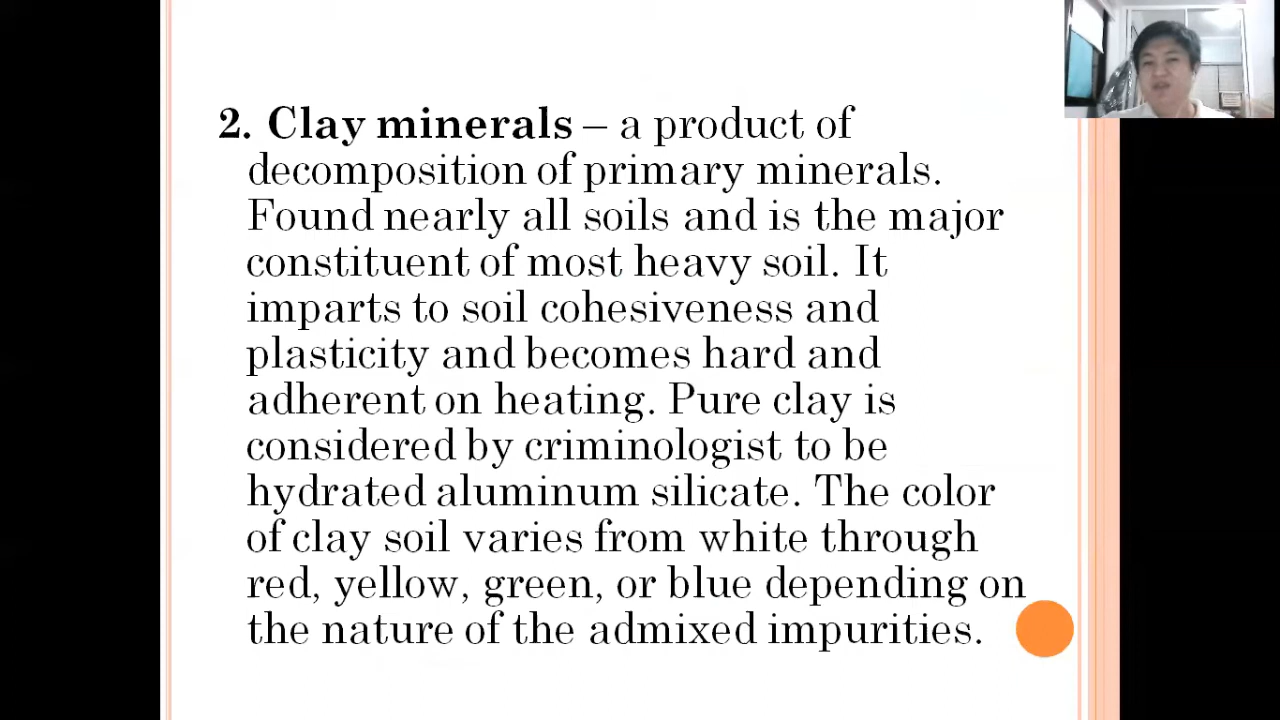 2. Clay minerals – a product of
decomposition of primary minerals.
Found nearly all soils and is the major
constituent of most heavy soil. It
imparts to soil cohesiveness and
plasticity and becomes hard and
adherent on heating. Pure clay is
considered by criminologist to be
hydrated aluminum silicate. The color
of clay soil varies from white through
red, yellow, green, or blue depending on
the nature of the admixed impurities.